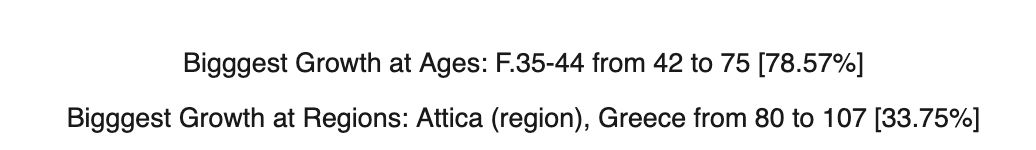 Bigggest Growth at Ages: F.35-44 from 42 to 75 [78.57%]
Bigggest Growth at Regions: Attica (region), Greece from 80 to 107 [33.75%]